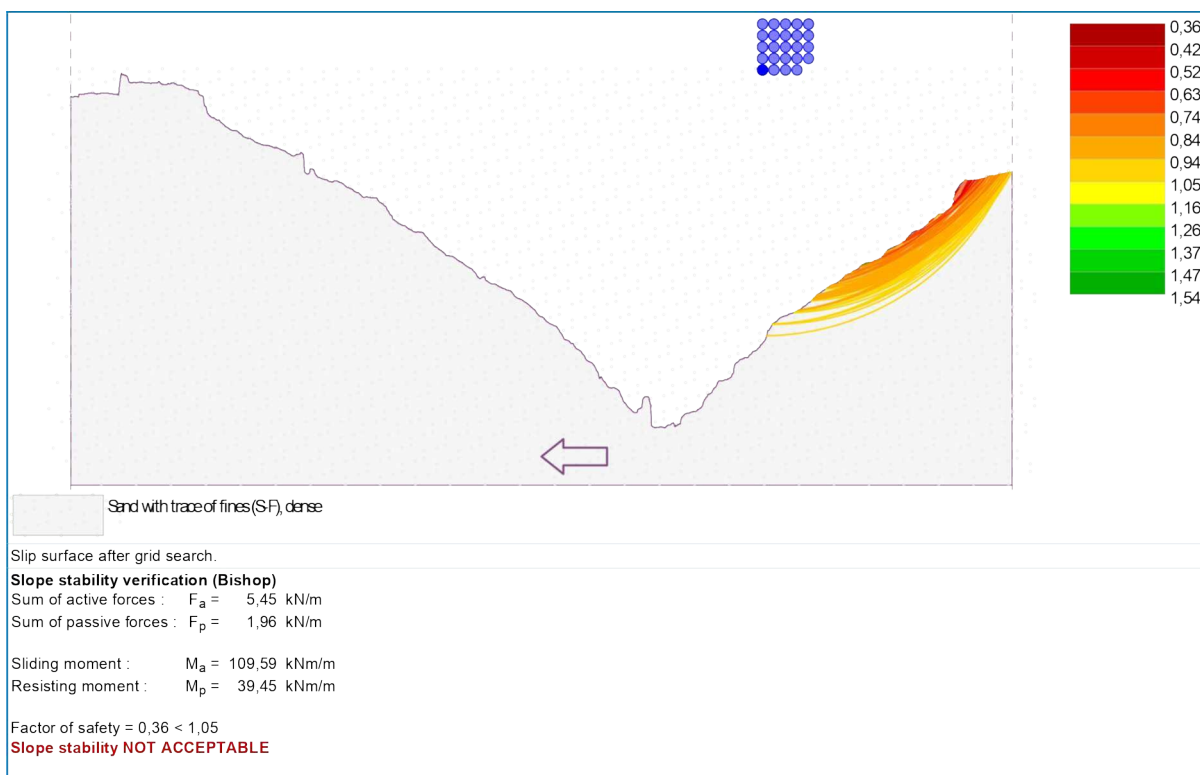 0,36
0,42
0,52
0,63
0,74
0,84
0,94
1,05
1,16
1,26
1,37
1,47
1,54
Sand with trace of fines (S-F), dense
Slip surface after grid search.
Slope stability verification (Bishop)
Sum of active forces : Fa = 5,45 kN/m
Sum of passive forces : Fp = 1,96 kN/m
Sliding moment : Ma = 109,59 kNm/m
Resisting moment : Mp = 39,45 kNm/m
Factor of safety = 0,36 < 1,05
Slope stability NOT ACCEPTABLE